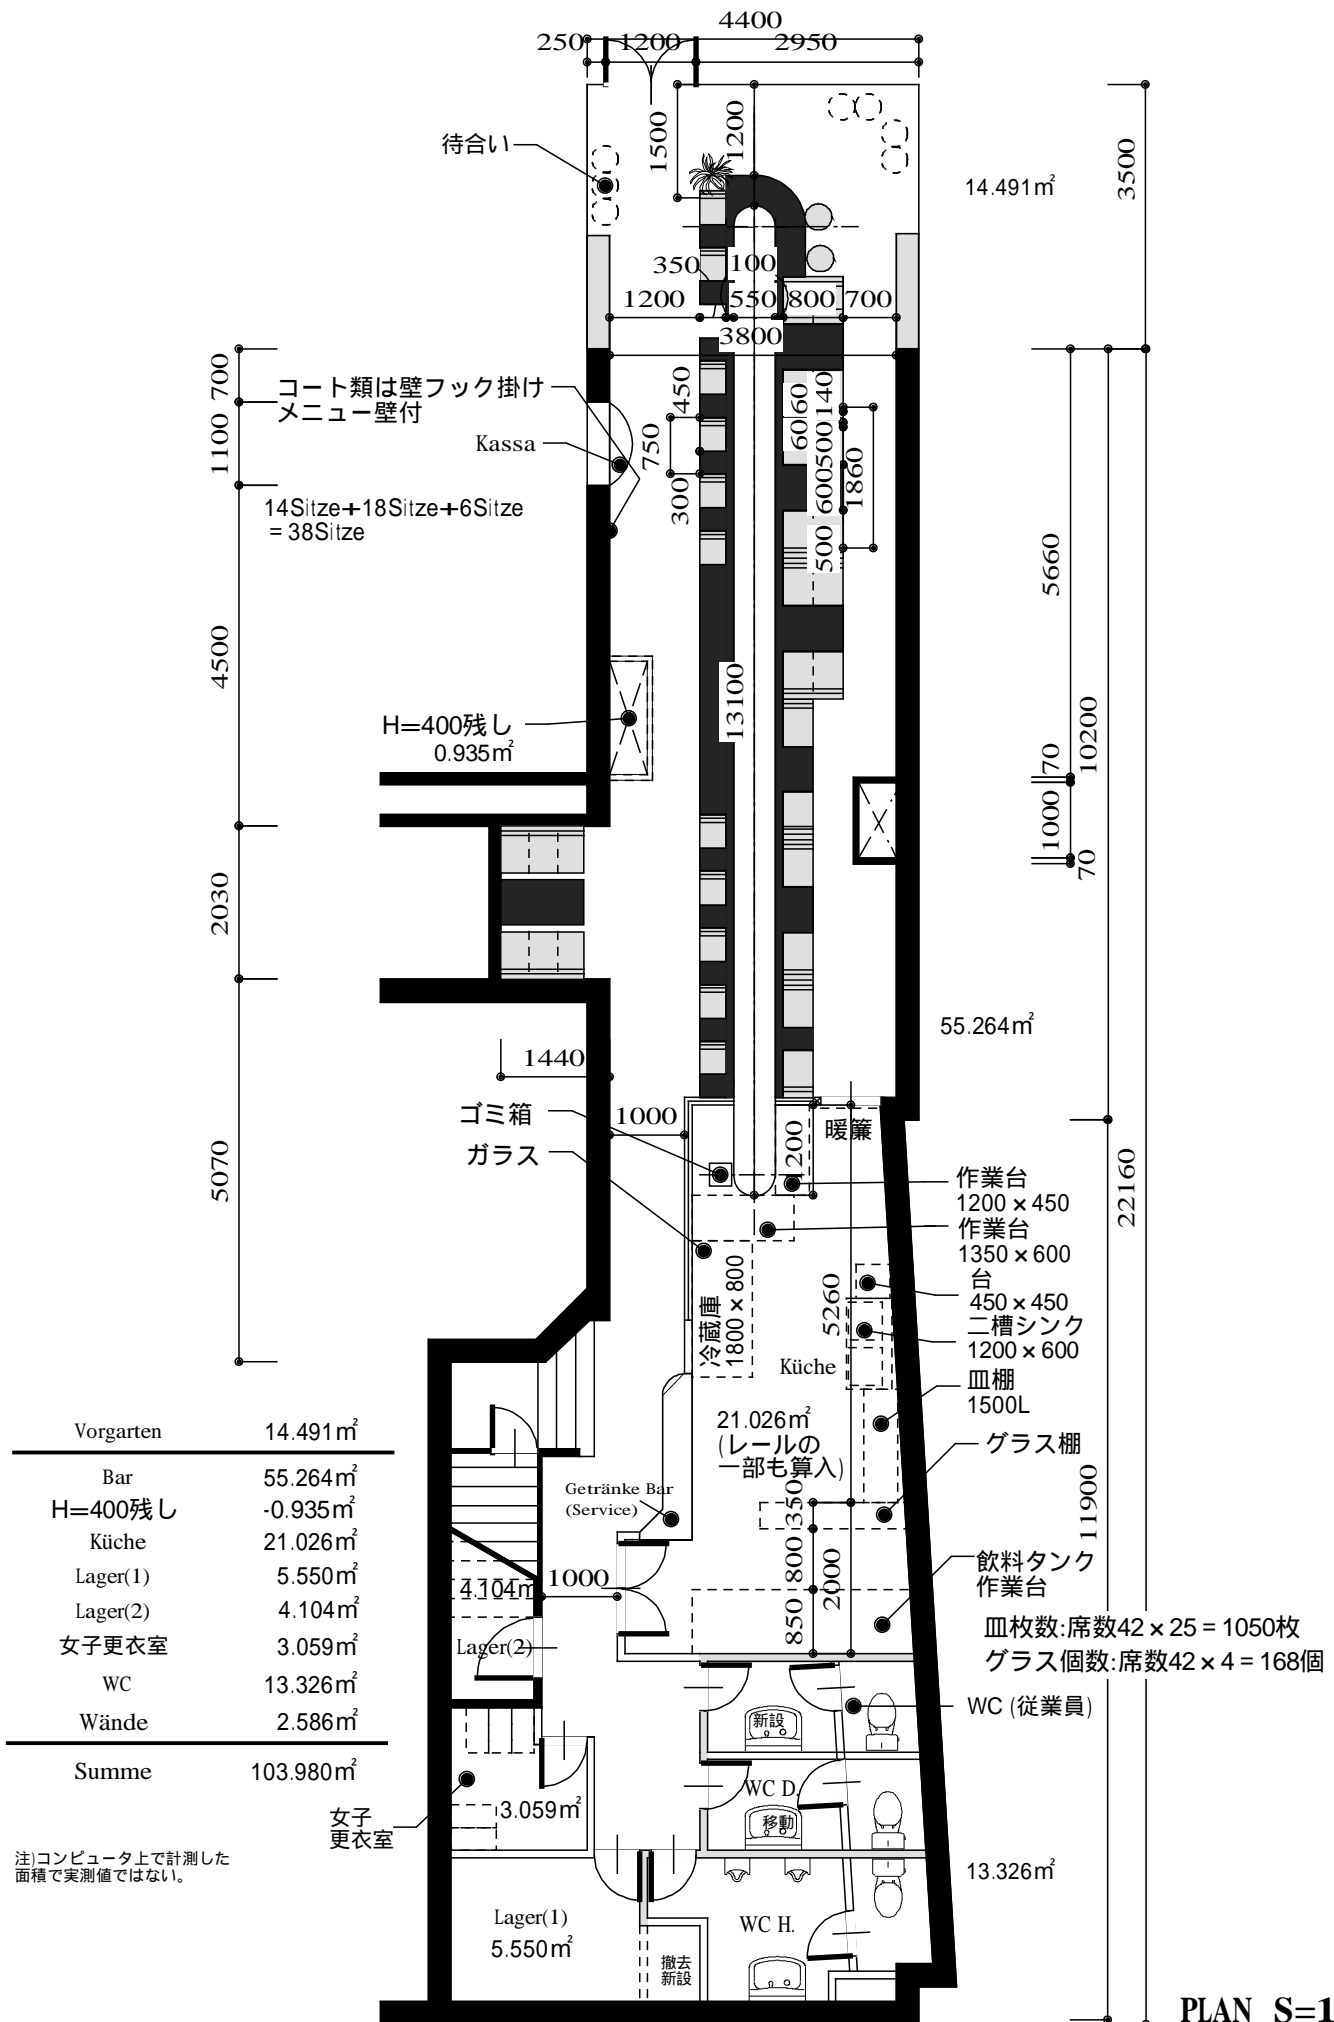 4400
250
1200
2950
待合い
1500
1200
14.491㎡
3500
350
100
1200
550
800
700
3800
700
コート類は壁フック掛け
メニュー壁付
1100
Kassa
450
750
300
60
60
140
500
600
500
1860
14Sitze+18Sitze+6Sitze
= 38Sitze
5660
4500
13100
H=400残し
0.935㎡
10200
70
1000
70
2030
55.264㎡
1440
ゴミ箱
1000
ガラス
200
暖簾
5070
22160
作業台
1200×450
作業台
1350×600
台
450×450
二槽シンク
1200×600
冷蔵庫
1800×800
5260
Küche
皿棚
1500L
21.026㎡
(レールの
一部も算入)
グラス棚
Vorgarten 14.491㎡
Bar 55.264㎡
H=400残し -0.935㎡
Küche 21.026㎡
Lager(1) 5.550㎡
Lager(2) 4.104㎡
女子更衣室 3.059㎡
WC 13.326㎡
Wände 2.586㎡
Summe 103.980㎡
Getränke Bar
(Service)
350
800
850
2000
11900
飲料タンク
作業台
4.104㎡
1000
Lager(2)
皿枚数:席数42×25=1050枚
グラス個数:席数42×4=168個
新設
WC (従業員)
WC D.
移動
女子
更衣室
3.059㎡
注)コンピュータ上で計測した
面積で実測値ではない。
13.326㎡
Lager(1)
5.550㎡
WC H.
撤去
新設
PLAN S=1